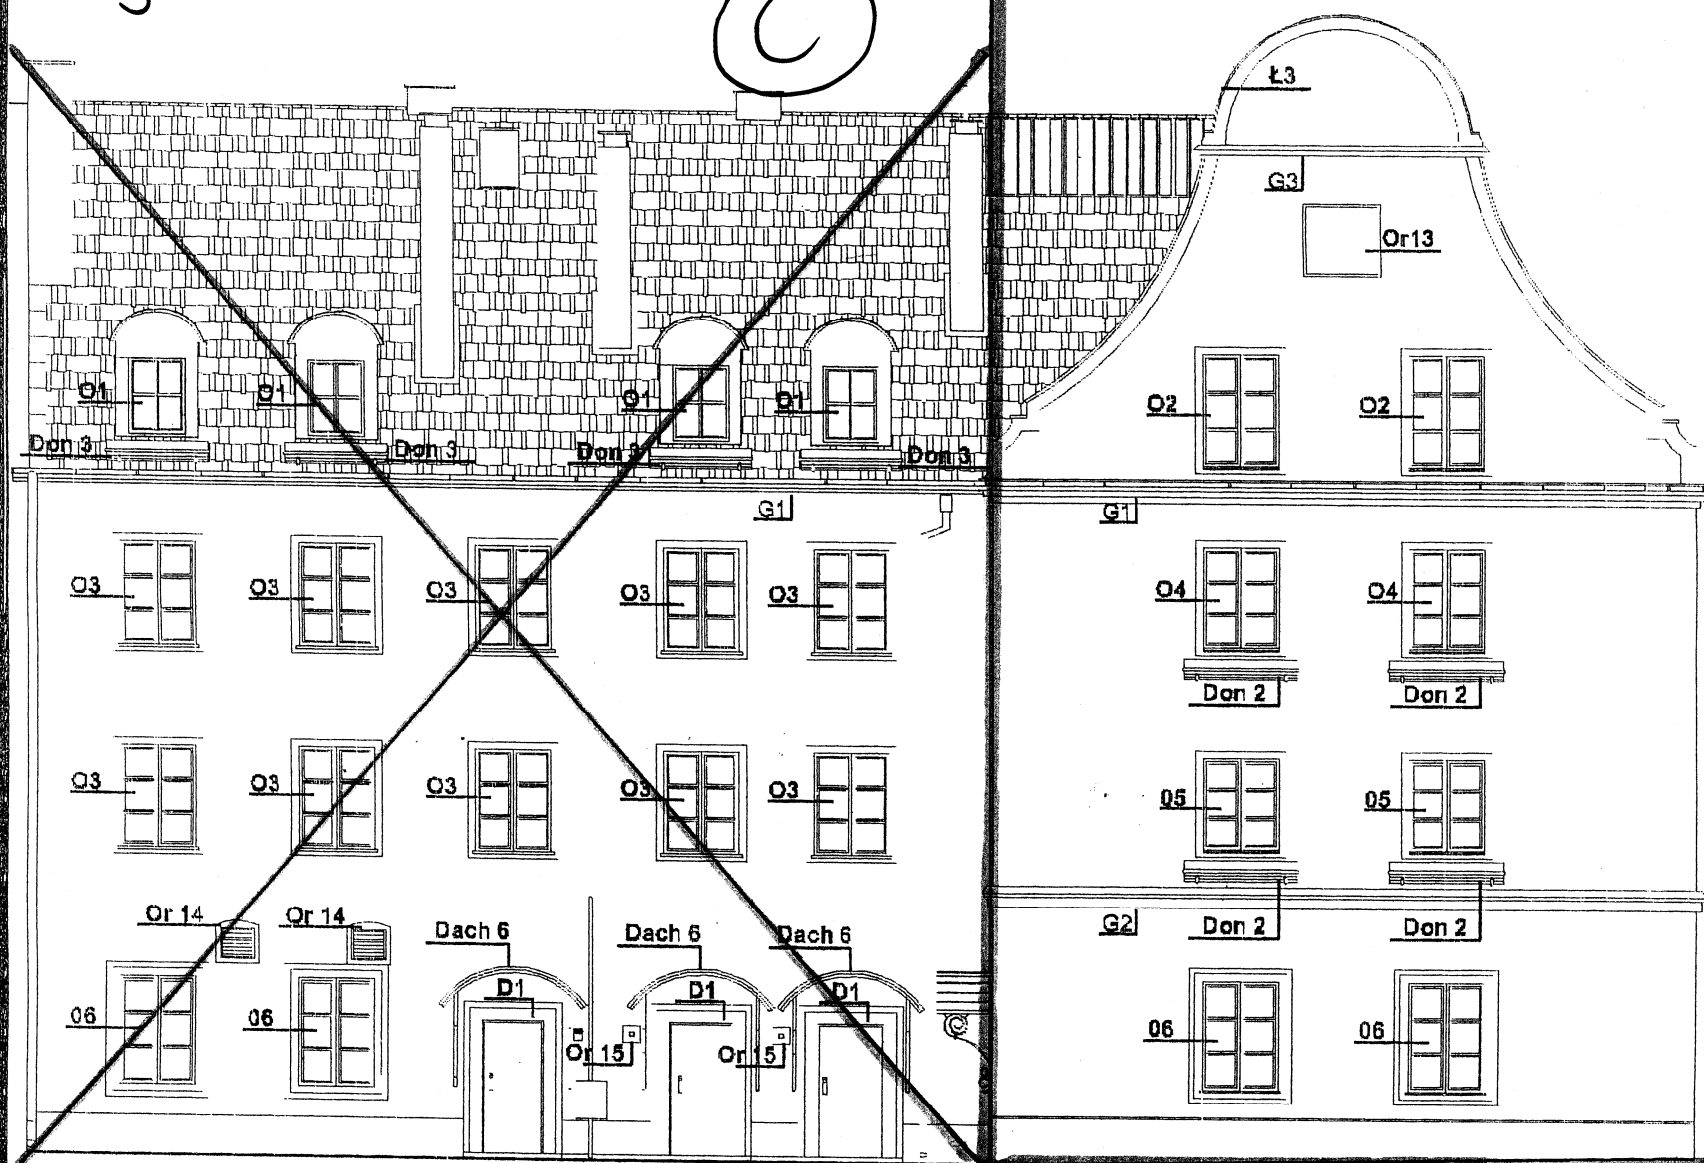 Ł3
G3
Or13
O1 O1 O1 O1 O2 O2
Don 3 Don 3 Don 3 Don 3
G1 G1
O3 O3 O3 O3 O3 O4 O4
Don 2 Don 2
O3 O3 O3 O3 O3 05 05
Or 14 Or 14 Dach 6 Dach 6 Dach 6 G2 Don 2 Don 2
D1 D1 D1
06 06 06 06
Or 15 Or 15